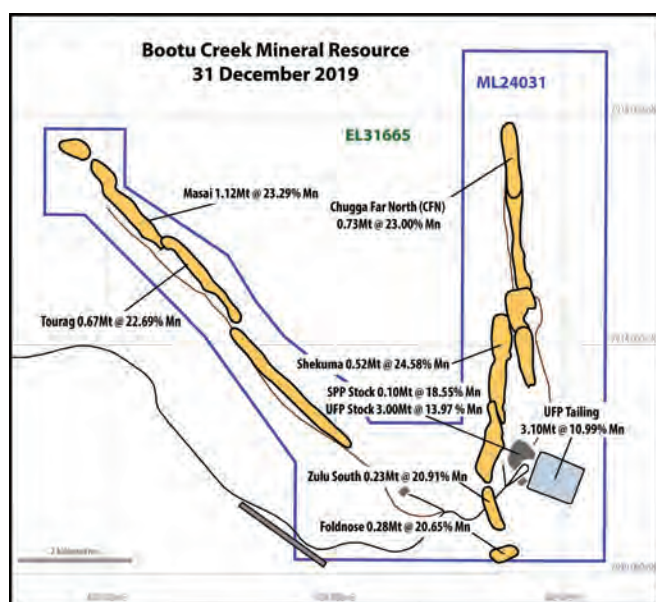 Bootu Creek Mineral Resource
31 December 2019
ML24031
EL31665
Masai 1.12Mt @ 23.29% Mn
Chugga Far North (CFN)
0.73Mt @ 23.00% Mn
Tourag 0.67Mt @ 22.69% Mn
Shekuma 0.52Mt @ 24.58% Mn
SPP Stock 0.10Mt @ 18.55% Mn
UFP Stock 3.00Mt @ 13.97 % Mn
UFP Tailing
3.10Mt @ 10.99% Mn
Zulu South 0.23Mt @ 20.91% Mn
Foldnose 0.28Mt @ 20.65% Mn